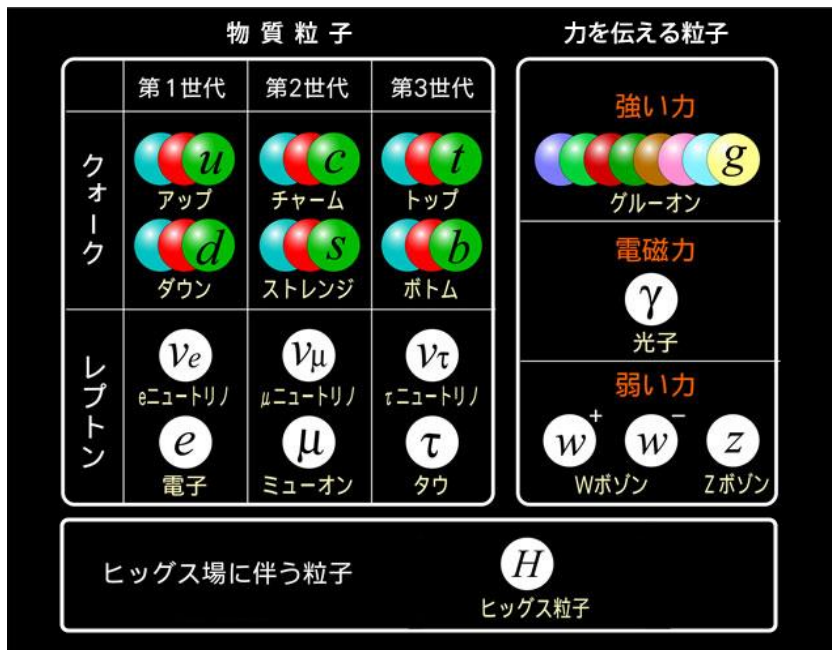 物質粒子
力を伝える粒子
第1世代 第2世代 第3世代
クォーク
u c t
アップ チャーム トップ
d s b
ダウン ストレンジ ボトム
レプトン
νe νμ ντ
eニュートリノ μニュートリノ τニュートリノ
e μ τ
電子 ミューオン タウ
強い力
g
グルーオン
電磁力
γ
光子
弱い力
W+ W− Z
Wボゾン Zボゾン
ヒッグス場に伴う粒子
H
ヒッグス粒子